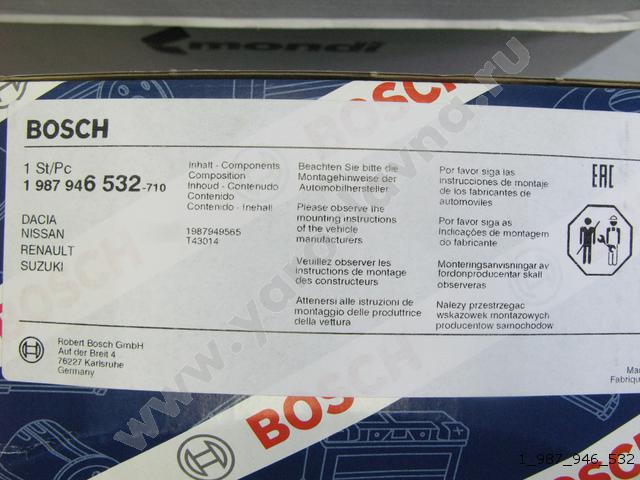 mondi
BOSCH
BOSCH
1 St/Pc
1 987 946 532-710
DACIA
NISSAN
RENAULT
SUZUKI
Inhalt - Components
Composition
Inhoud - Contenudo
Contenido
Contenido - Inehall
1987949565
T43014
Beachten Sie bitte die
Montagehinweise der
Automobilhersteller
Please observe the
mounting instructions
of the vehicle
manufacturers
Veuillez observer les
instructions de montage
des constructeurs
Attenersi alle istruzioni di
montaggio delle produttrice
della vettura
Por favor siga las
instrucciones de montaje
de los fabricantes de
automoviles
Por favor siga as
indicações de montagem
do fabricante
Monteringsanvisningar av
fordonproducentar skall
observeras
Nalezy przestrzegac
wskazowek montazowych
producentow samochodow
EAC
Robert Bosch GmbH
Auf der Breit 4
76227 Karlsruhe
Germany
BOSCH
www.yavovna.ru
1_987_946_532